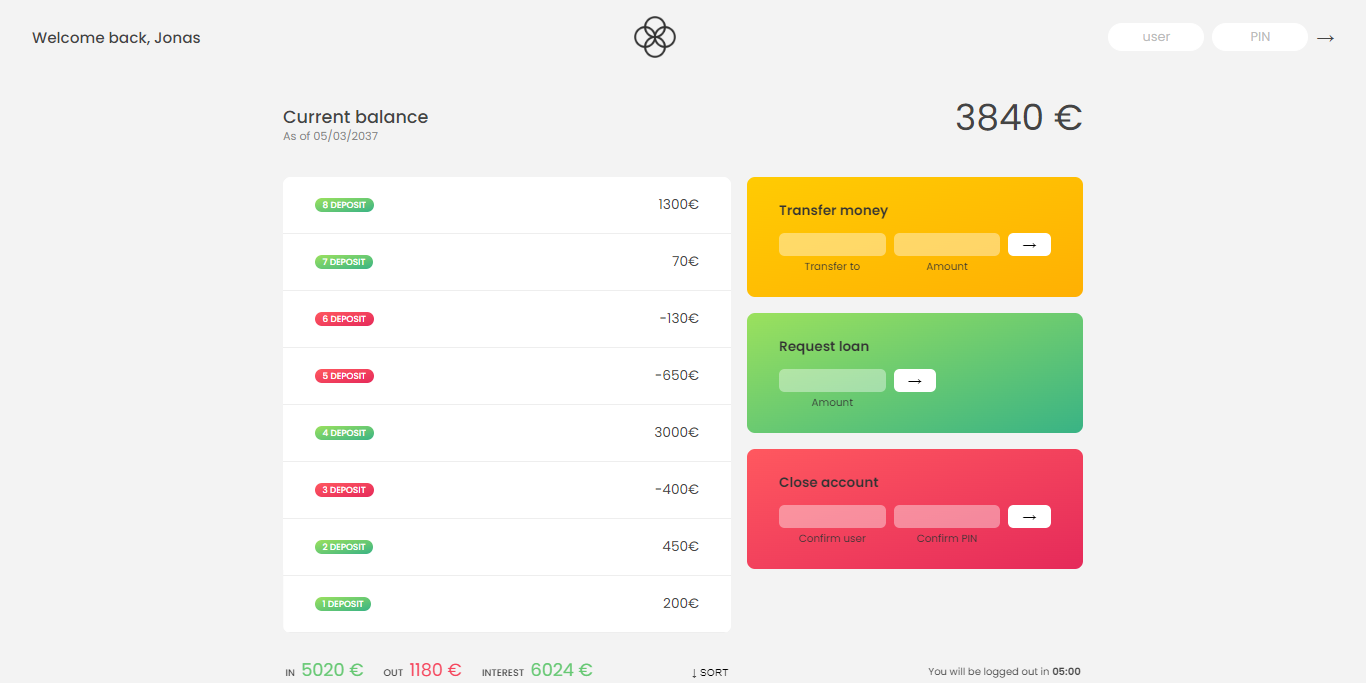 Welcome back, Jonas
user PIN →
Current balance
As of 05/03/2037
3840 €
8 DEPOSIT 1300€
7 DEPOSIT 70€
6 DEPOSIT -130€
5 DEPOSIT -650€
4 DEPOSIT 3000€
3 DEPOSIT -400€
2 DEPOSIT 450€
1 DEPOSIT 200€
Transfer money
→
Transfer to Amount
Request loan
→
Amount
Close account
→
Confirm user Confirm PIN
IN 5020 € OUT 1180 € INTEREST 6024 € ↓ SORT
You will be logged out in 05:00